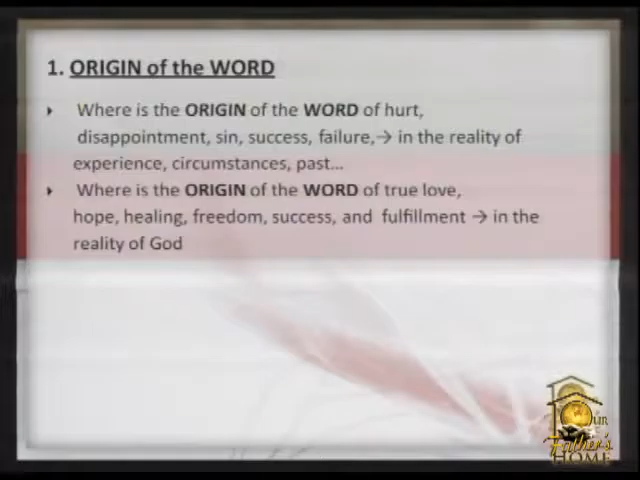 1. ORIGIN of the WORD
Where is the ORIGIN of the WORD of hurt,
disappointment, sin, success, failure,→ in the reality of
experience, circumstances, past...
Where is the ORIGIN of the WORD of true love,
hope, healing, freedom, success, and fulfillment → in the
reality of God
OUR
Father's
HOME